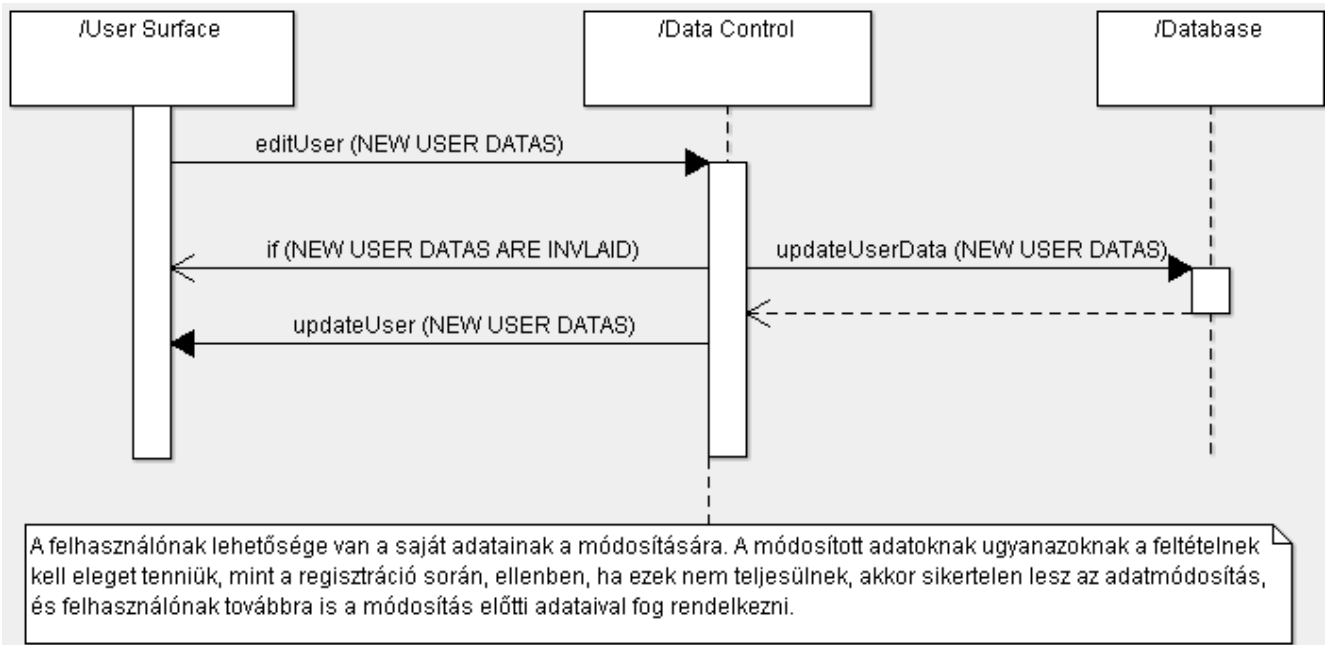 /User Surface
/Data Control
/Database
editUser (NEW USER DATAS)
if (NEW USER DATAS ARE INVLAID)
updateUserData (NEW USER DATAS)
updateUser (NEW USER DATAS)
A felhasználónak lehetősége van a saját adatainak a módosítására. A módosított adatoknak ugyanazoknak a feltételnek
kell eleget tenniük, mint a regisztráció során, ellenben, ha ezek nem teljesülnek, akkor sikertelen lesz az adatmódosítás,
és felhasználónak továbbra is a módosítás előtti adataival fog rendelkezni.